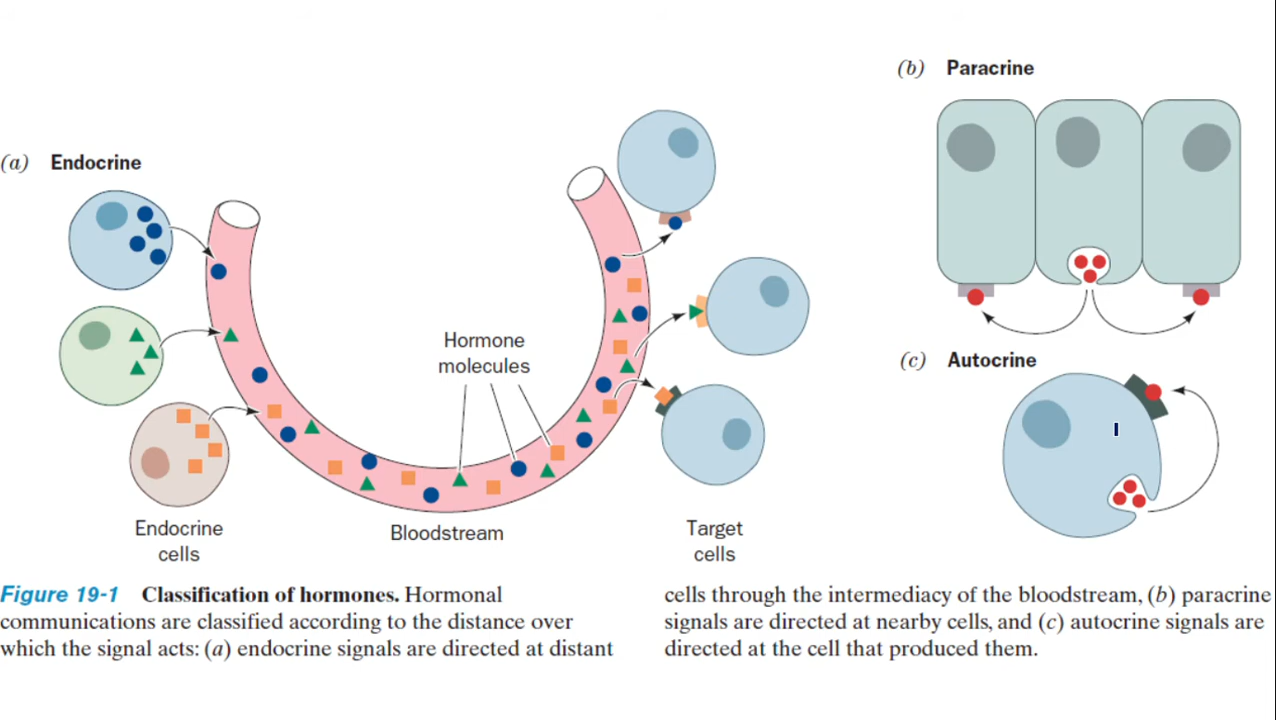 (a) Endocrine
Hormone
molecules
Endocrine
cells
Bloodstream
Target
cells
(b) Paracrine
(c) Autocrine
Figure 19-1 Classification of hormones. Hormonal
communications are classified according to the distance over
which the signal acts: (a) endocrine signals are directed at distant
cells through the intermediacy of the bloodstream, (b) paracrine
signals are directed at nearby cells, and (c) autocrine signals are
directed at the cell that produced them.